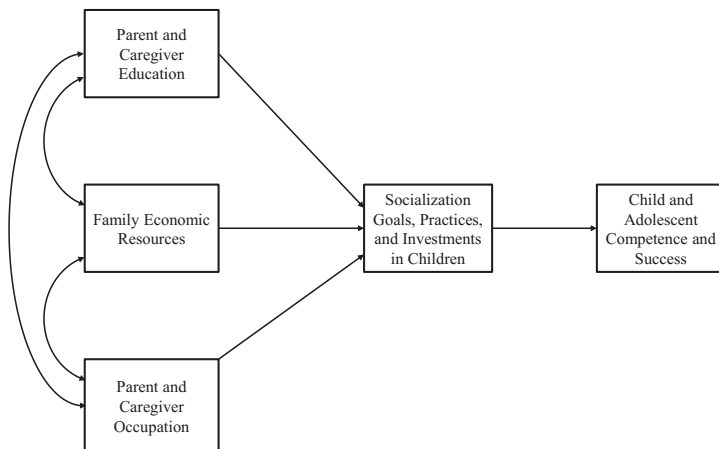 Parent and
Caregiver
Education
Family Economic
Resources
Socialization
Goals, Practices,
and Investments
in Children
Child and
Adolescent
Competence and
Success
Parent and
Caregiver
Occupation